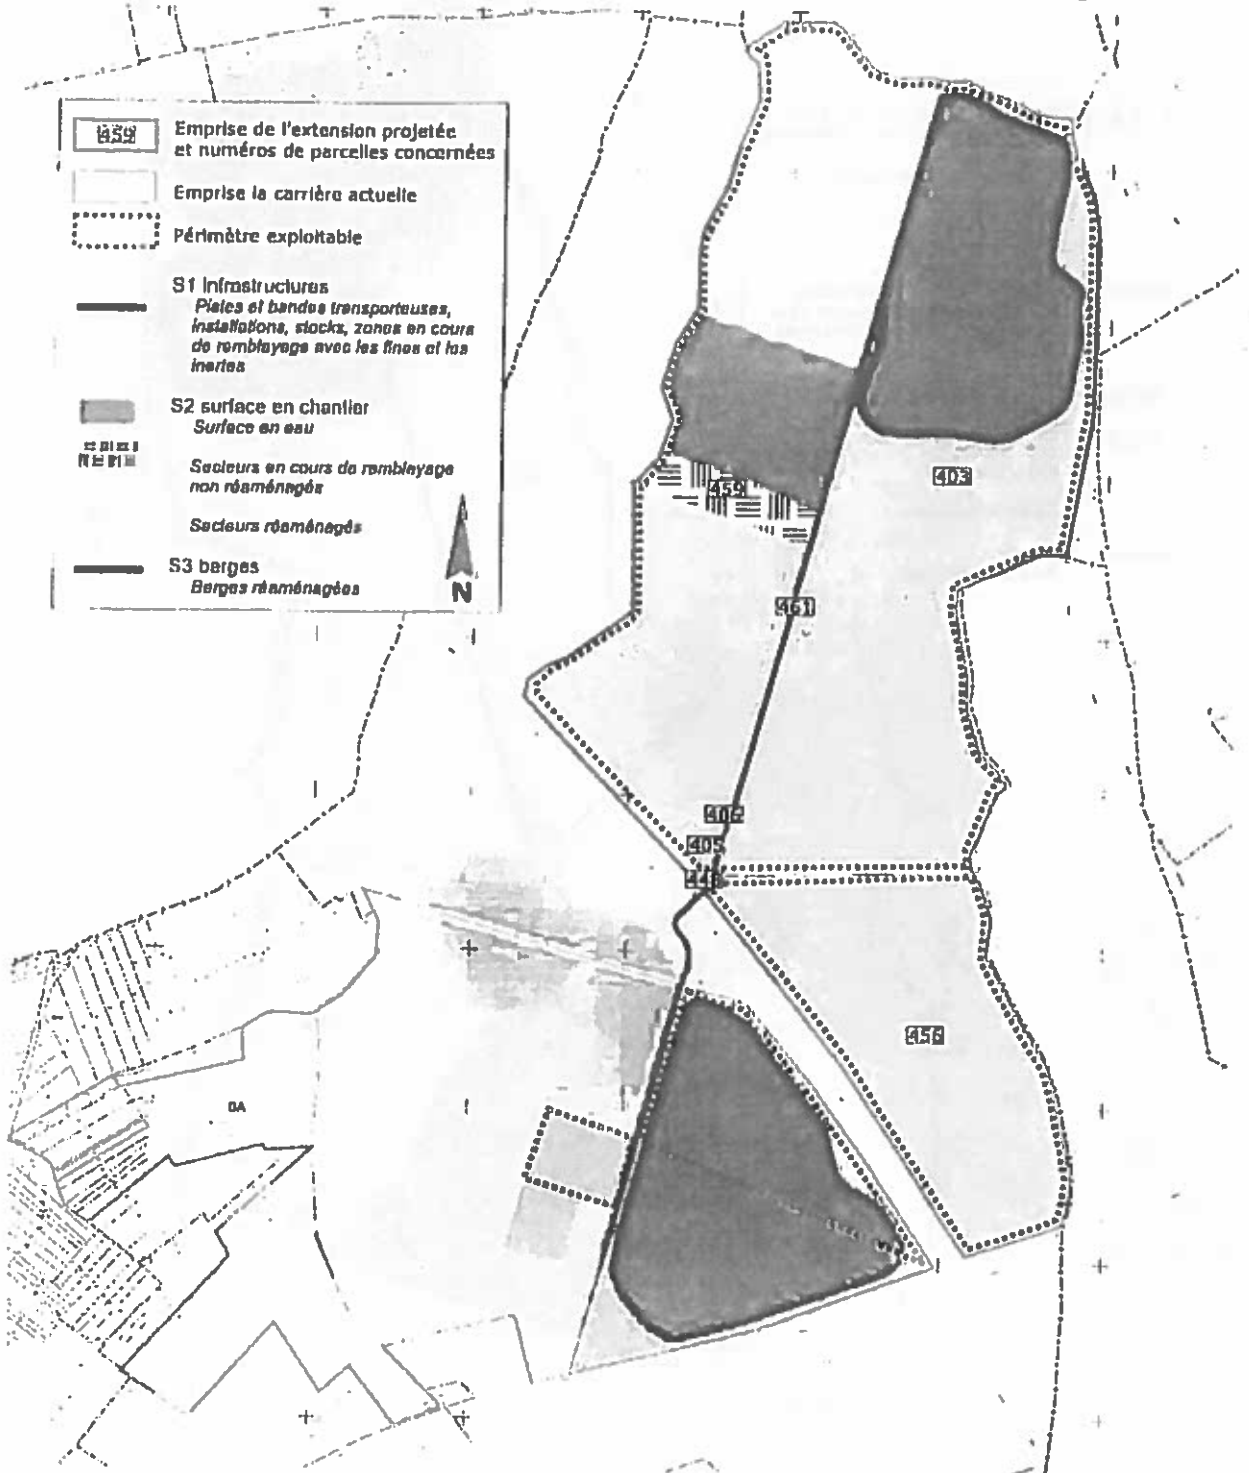 459
Emprise de l'extension projetée
et numéros de parcelles concernées
Emprise la carrière actuelle
Périmètre exploitable
S1 Infrastructures
Pistes et bandes transporteuses,
installations, stocks, zones en cours
de remblayage avec les fines et les
inertes
S2 surface en chantier
Surface en eau
Secteurs en cours de remblayage
non réaménagés
Secteurs réaménagés
S3 berges
Berges réaménagées
N
403
459
461
406
405
456
DA